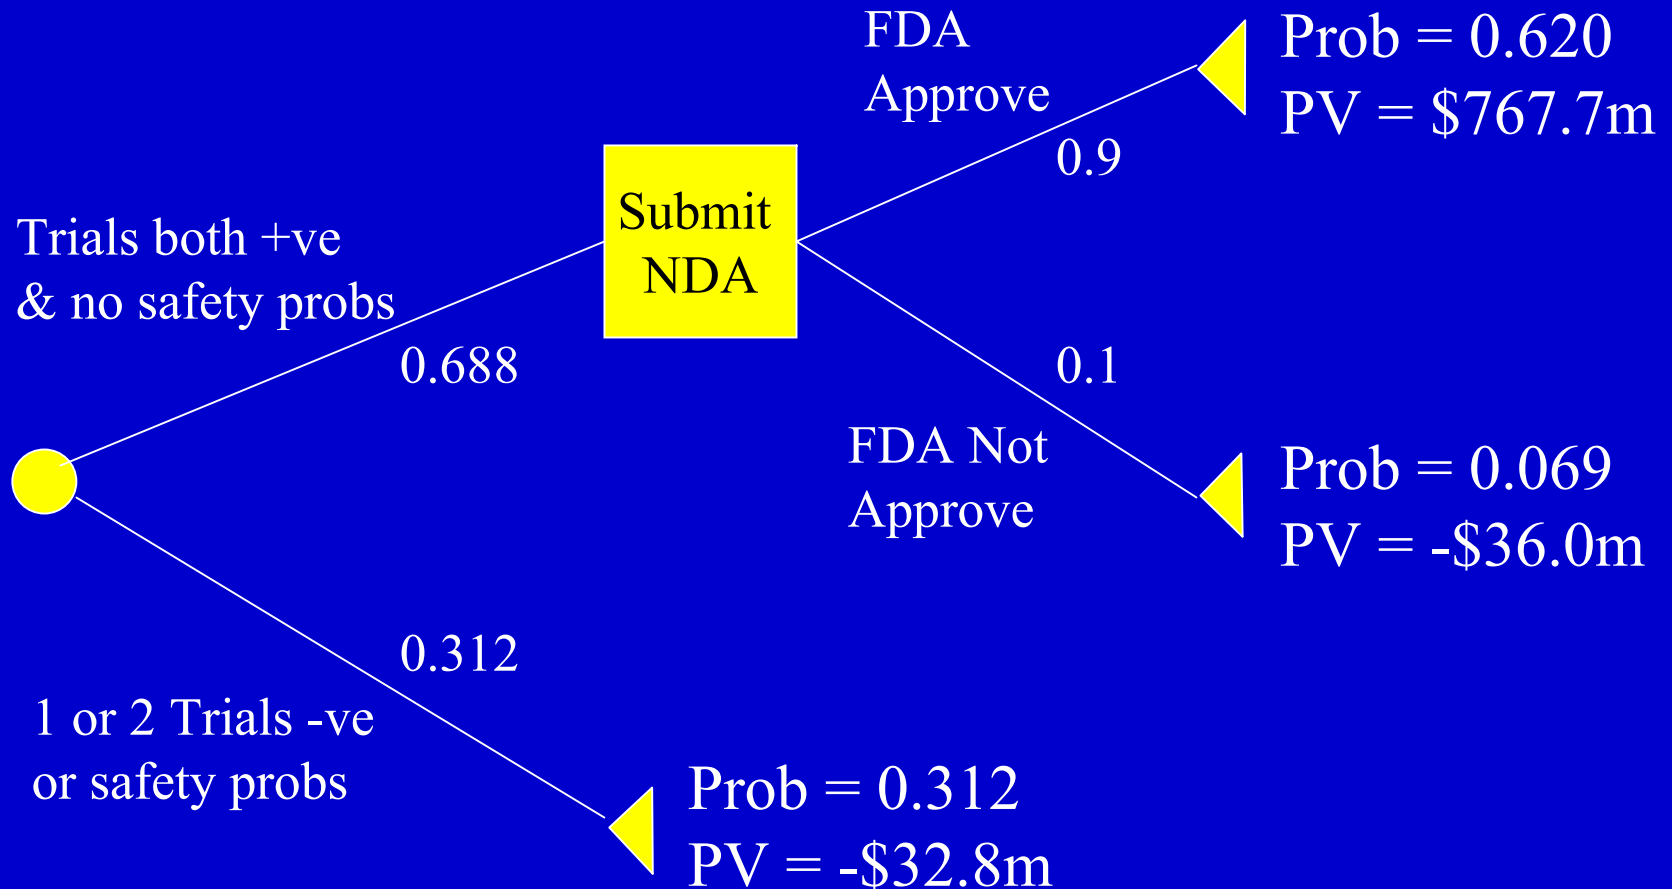 FDA
Approve
0.9
Prob = 0.620
PV = $767.7m
Trials both +ve
& no safety probs
0.688
Submit
NDA
0.1
FDA Not
Approve
Prob = 0.069
PV = -$36.0m
0.312
1 or 2 Trials -ve
or safety probs
Prob = 0.312
PV = -$32.8m